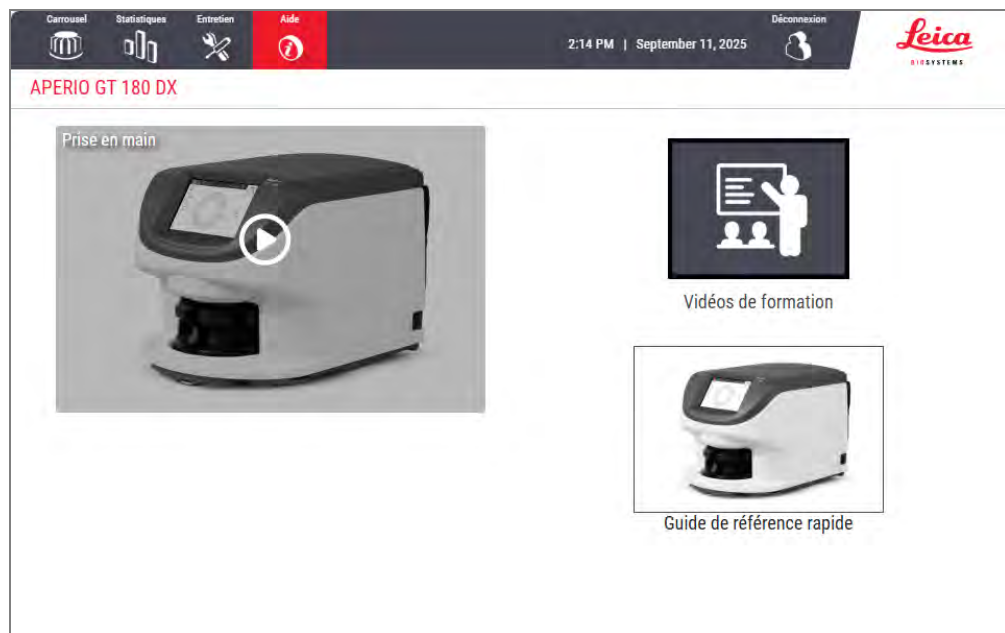 Carrousel
Statistiques
Entretien
Aide
2:14 PM | September 11, 2025
Déconnexion
Leica
BIOSYSTEMS
APERIO GT 180 DX
Prise en main
Vidéos de formation
Guide de référence rapide